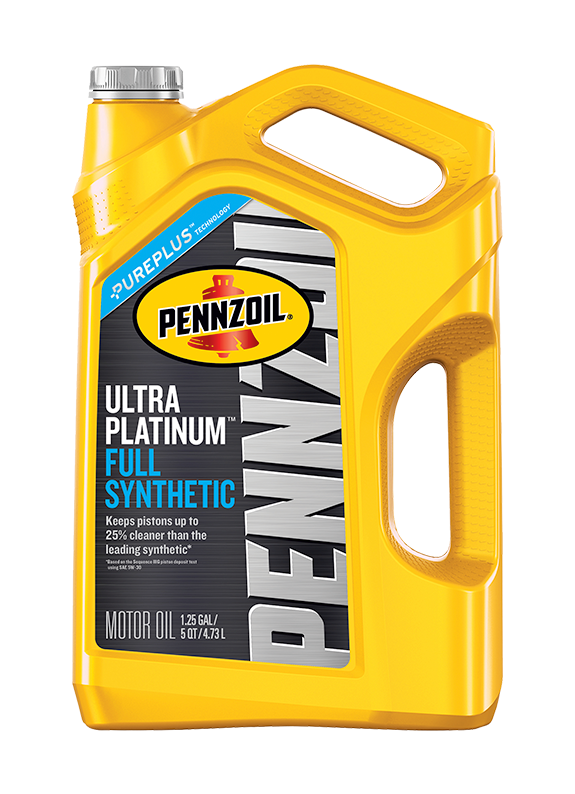 PUREPLUS™ TECHNOLOGY
PENNZOIL®
ULTRA
PLATINUM™
FULL
SYNTHETIC
Keeps pistons up to
25% cleaner than the
leading synthetic*
*Based on the Sequence IIIG piston deposit test
using SAE 5W-30
MOTOR OIL
1.25 GAL/
5 QT/4.73 L
PENNZOIL